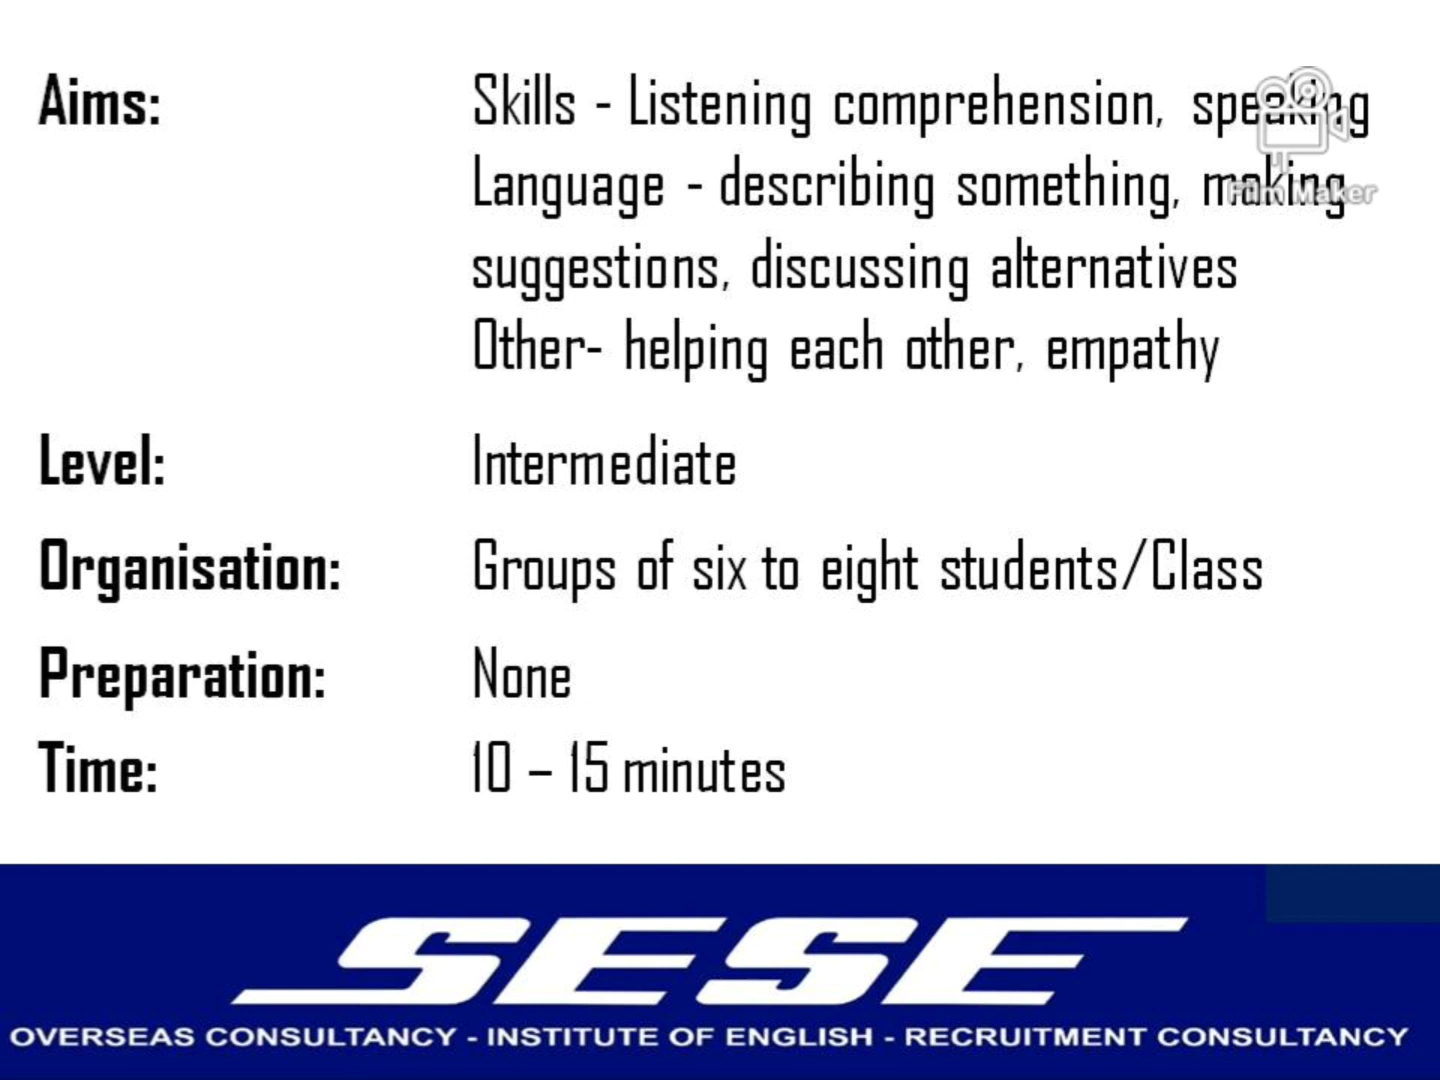 Aims: Skills - Listening comprehension, speaking
Language - describing something, making
suggestions, discussing alternatives
Other- helping each other, empathy
Level: Intermediate
Organisation: Groups of six to eight students/Class
Preparation: None
Time: 10 – 15 minutes
Film Maker
SESE
OVERSEAS CONSULTANCY - INSTITUTE OF ENGLISH - RECRUITMENT CONSULTANCY